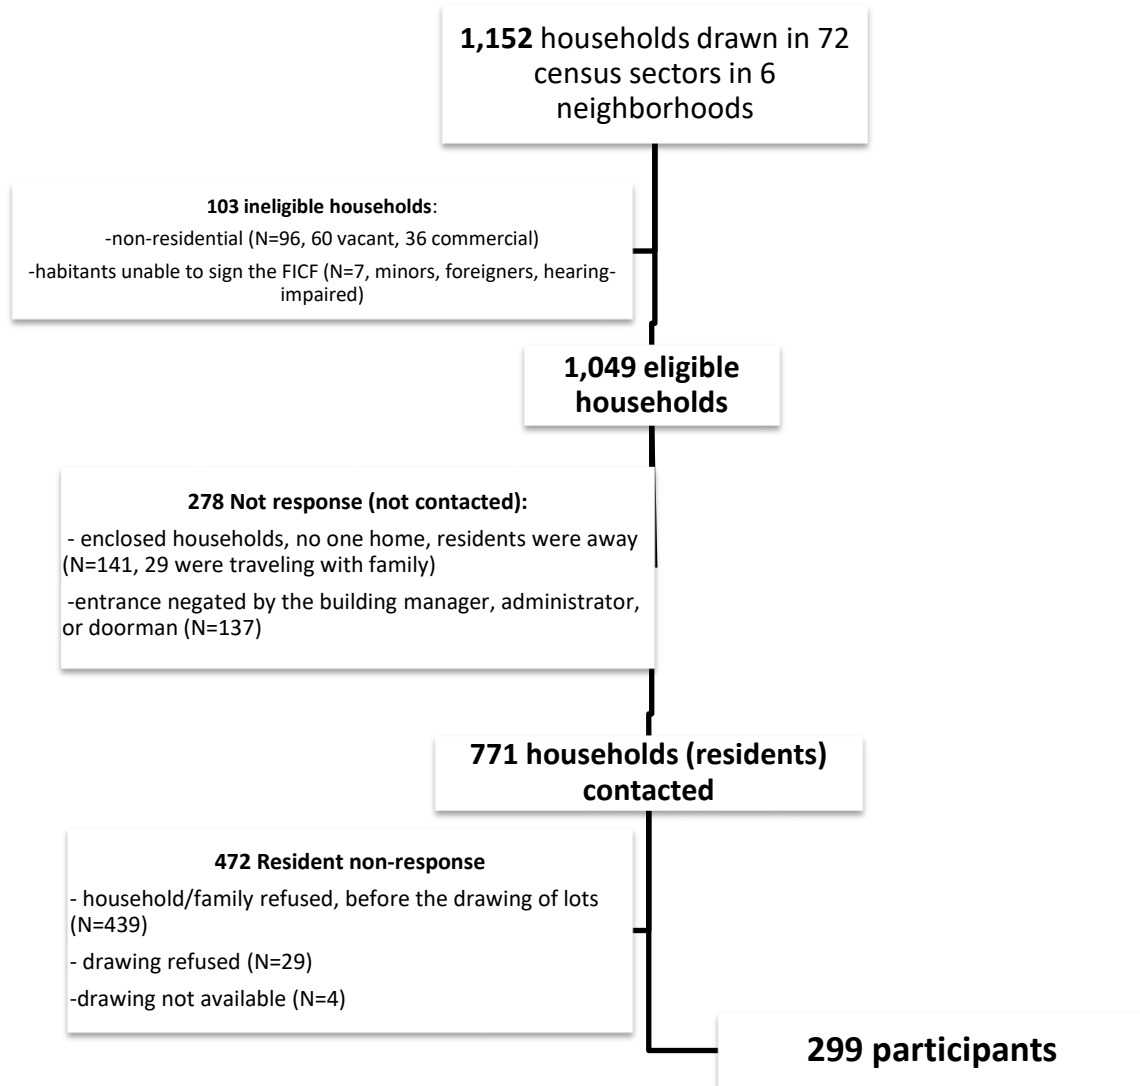 1,152 households drawn in 72
census sectors in 6
neighborhoods
103 ineligible households:
-non-residential (N=96, 60 vacant, 36 commercial)
-habitants unable to sign the FICF (N=7, minors, foreigners, hearing-
impaired)
1,049 eligible
households
278 Not response (not contacted):
- enclosed households, no one home, residents were away
(N=141, 29 were traveling with family)
-entrance negated by the building manager, administrator,
or doorman (N=137)
771 households (residents)
contacted
472 Resident non-response
- household/family refused, before the drawing of lots
(N=439)
- drawing refused (N=29)
-drawing not available (N=4)
299 participants